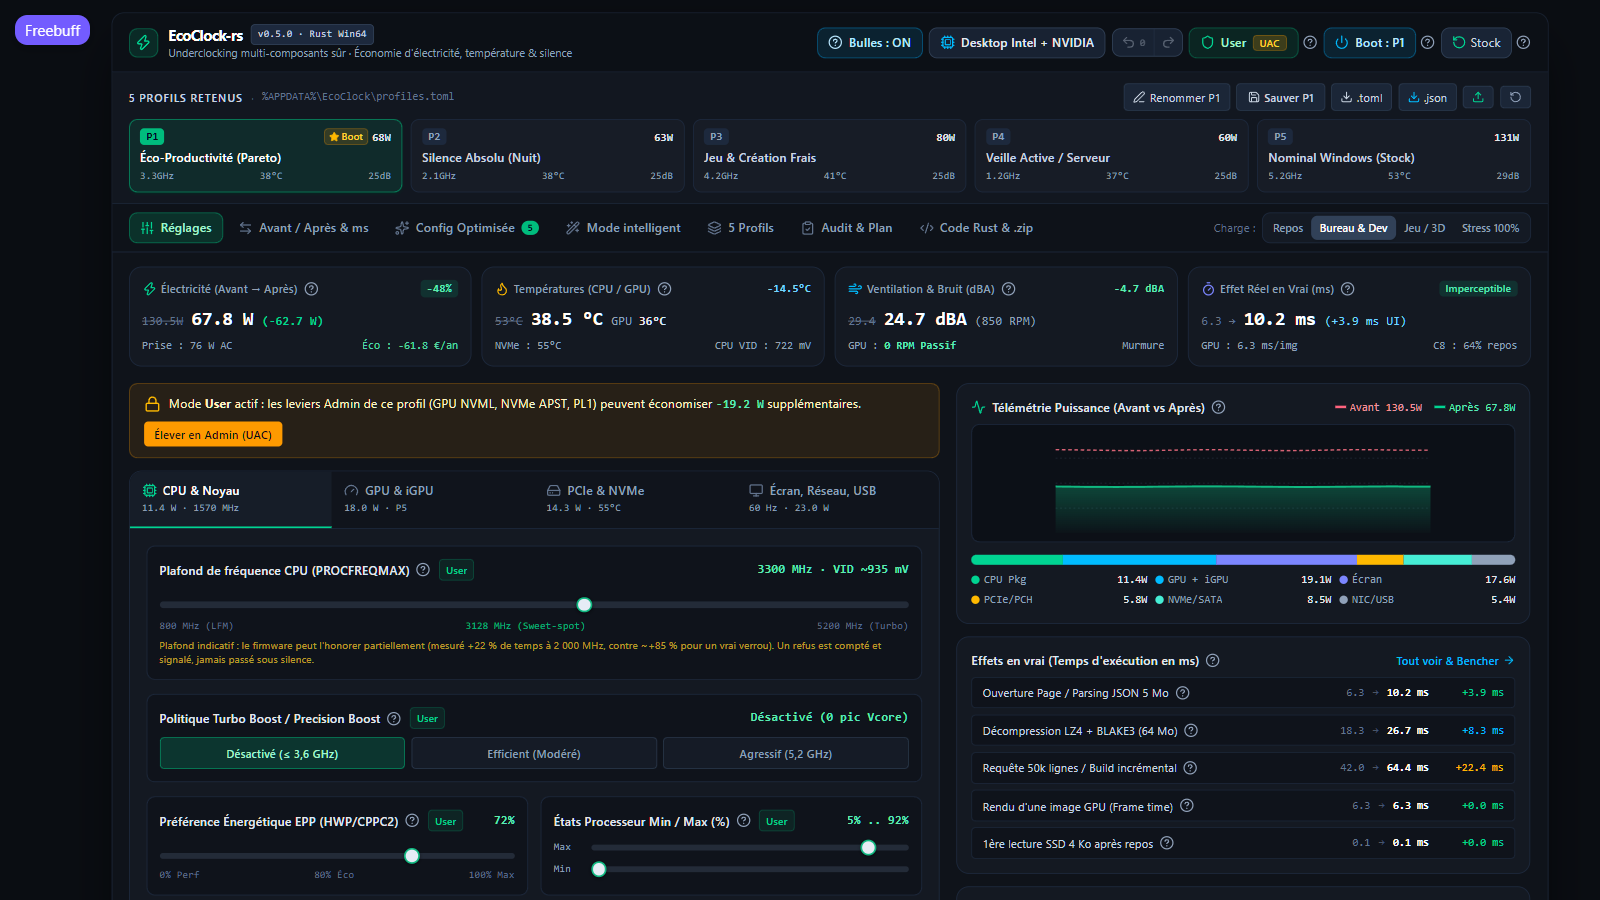 Freebuff
EcoClock-rs v0.5.0 · Rust Win64
Underclocking multi-composants sûr · Économie d'électricité, température & silence
Bulles : ON
Desktop Intel + NVIDIA
0
User UAC
Boot : P1
Stock
5 PROFILS RETENUS · %APPDATA%\EcoClock\profiles.toml
Renommer P1
Sauver P1
.toml
.json
P1 Boot 68W
Éco-Productivité (Pareto)
3.3GHz 38°C 25dB
P2 63W
Silence Absolu (Nuit)
2.1GHz 38°C 25dB
P3 80W
Jeu & Création Frais
4.2GHz 41°C 25dB
P4 60W
Veille Active / Serveur
1.2GHz 37°C 25dB
P5 131W
Nominal Windows (Stock)
5.2GHz 53°C 29dB
Réglages
Avant / Après & ms
Config Optimisée 5
Mode intelligent
5 Profils
Audit & Plan
Code Rust & .zip
Charge : Repos Bureau & Dev Jeu / 3D Stress 100%
Électricité (Avant → Après) -48%
130.5W 67.8 W (-62.7 W)
Prise : 76 W AC Éco : -61.8 €/an
Températures (CPU / GPU) -14.5°C
53°C 38.5 °C GPU 36°C
NVMe : 55°C CPU VID : 722 mV
Ventilation & Bruit (dBA) -4.7 dBA
29.4 24.7 dBA (850 RPM)
GPU : 0 RPM Passif Murmure
Effet Réel en Vrai (ms) Imperceptible
6.3 → 10.2 ms (+3.9 ms UI)
GPU : 6.3 ms/img C8 : 64% repos
Mode User actif : les leviers Admin de ce profil (GPU NVML, NVMe APST, PL1) peuvent économiser -19.2 W supplémentaires.
Élever en Admin (UAC)
CPU & Noyau
11.4 W · 1570 MHz
GPU & iGPU
18.0 W · P5
PCIe & NVMe
14.3 W · 55°C
Écran, Réseau, USB
60 Hz · 23.0 W
Plafond de fréquence CPU (PROCFREQMAX) User 3300 MHz · VID ~935 mV
800 MHz (LFM) 3128 MHz (Sweet-spot) 5200 MHz (Turbo)
Plafond indicatif : le firmware peut l'honorer partiellement (mesuré +22 % de temps à 2 000 MHz, contre ~+85 % pour un vrai verrou). Un refus est compté et
signalé, jamais passé sous silence.
Politique Turbo Boost / Precision Boost User Désactivé (0 pic Vcore)
Désactivé (≤ 3,6 GHz)
Efficient (Modéré)
Agressif (5,2 GHz)
Préférence Énergétique EPP (HWP/CPPC2) User 72%
0% Perf 80% Éco 100% Max
États Processeur Min / Max (%) User 5% .. 92%
Max
Min
Télémétrie Puissance (Avant vs Après) Avant 130.5W Après 67.8W
CPU Pkg 11.4W GPU + iGPU 19.1W Écran 17.6W
PCIe/PCH 5.8W NVMe/SATA 8.5W NIC/USB 5.4W
Effets en vrai (Temps d'exécution en ms) Tout voir & Bencher →
Ouverture Page / Parsing JSON 5 Mo 6.3 → 10.2 ms +3.9 ms
Décompression LZ4 + BLAKE3 (64 Mo) 18.3 → 26.7 ms +8.3 ms
Requête 50k lignes / Build incrémental 42.0 → 64.4 ms +22.4 ms
Rendu d'une image GPU (Frame time) 6.3 → 6.3 ms +0.0 ms
1ère lecture SSD 4 Ko après repos 0.1 → 0.1 ms +0.0 ms